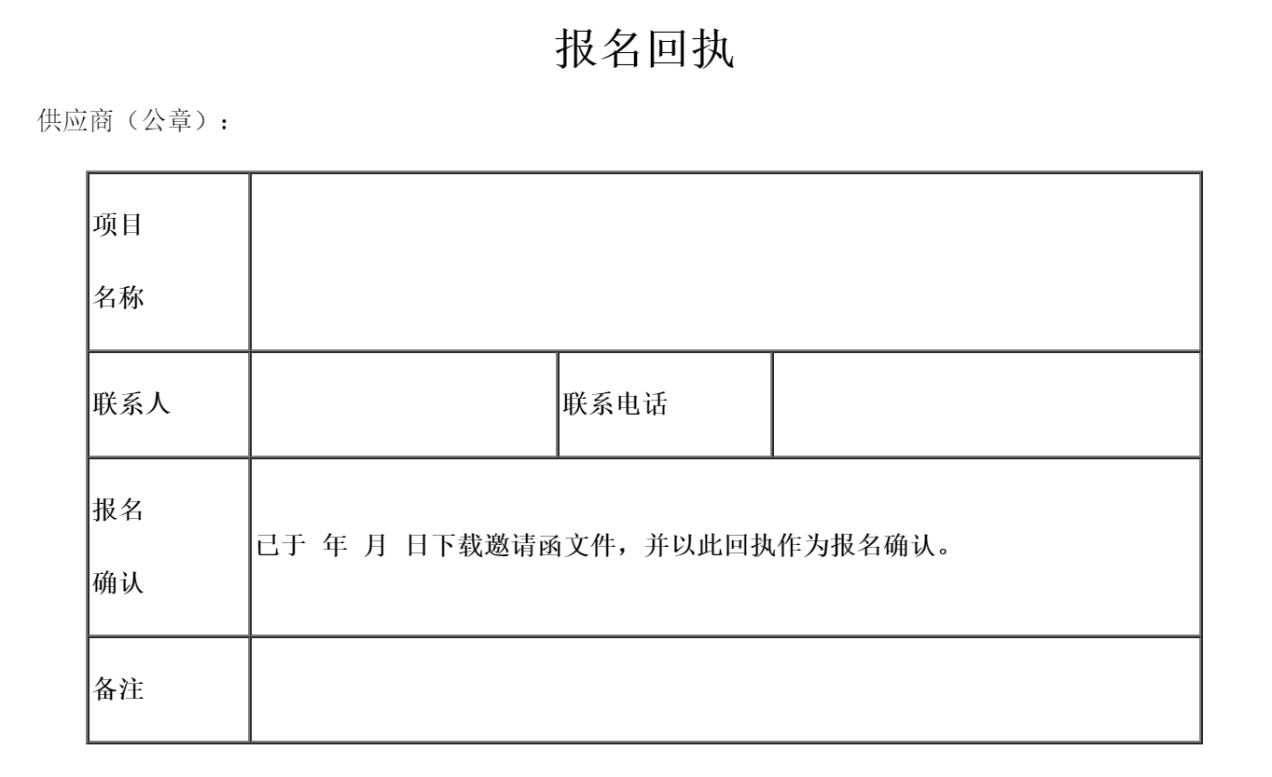 报名回执
供应商（公章）：
项目
名称
联系人
联系电话
报名
确认
已于 年 月 日下载邀请函文件，并以此回执作为报名确认。
备注